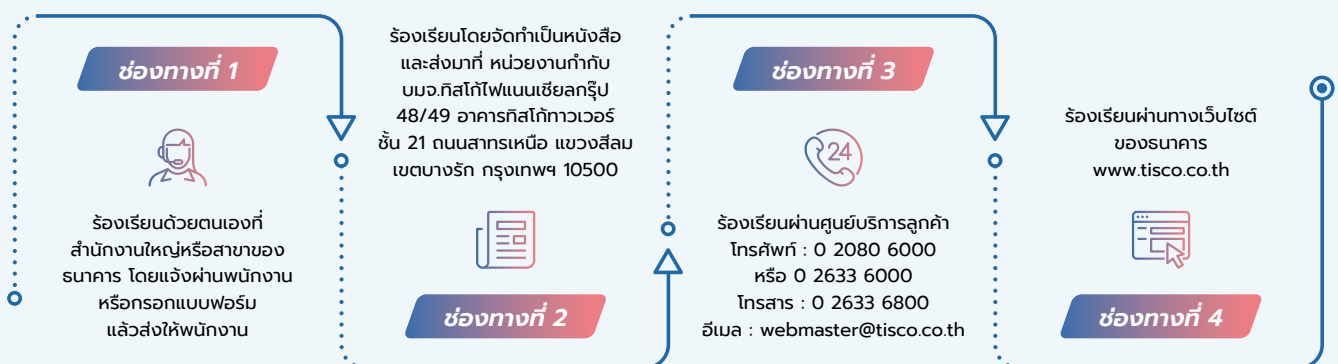 ช่องทางที่ 1
ร้องเรียนด้วยตนเองที่
สำนักงานใหญ่หรือสาขาของ
ธนาคาร โดยแจ้งผ่านพนักงาน
หรือกรอกแบบฟอร์ม
แล้วส่งให้พนักงาน
ร้องเรียนโดยจัดทำเป็นหนังสือ
และส่งมาที่ หน่วยงานกำกับ
บมจ.ทิสโก้ไฟแนนเชียลกรุ๊ป
48/49 อาคารทิสโก้ทาวเวอร์
ชั้น 21 ถนนสาทรเหนือ แขวงสีลม
เขตบางรัก กรุงเทพฯ 10500
ช่องทางที่ 2
ช่องทางที่ 3
24
ร้องเรียนผ่านศูนย์บริการลูกค้า
โทรศัพท์ : 0 2080 6000
หรือ 0 2633 6000
โทรสาร : 0 2633 6800
อีเมล : webmaster@tisco.co.th
ร้องเรียนผ่านทางเว็บไซต์
ของธนาคาร
www.tisco.co.th
ช่องทางที่ 4